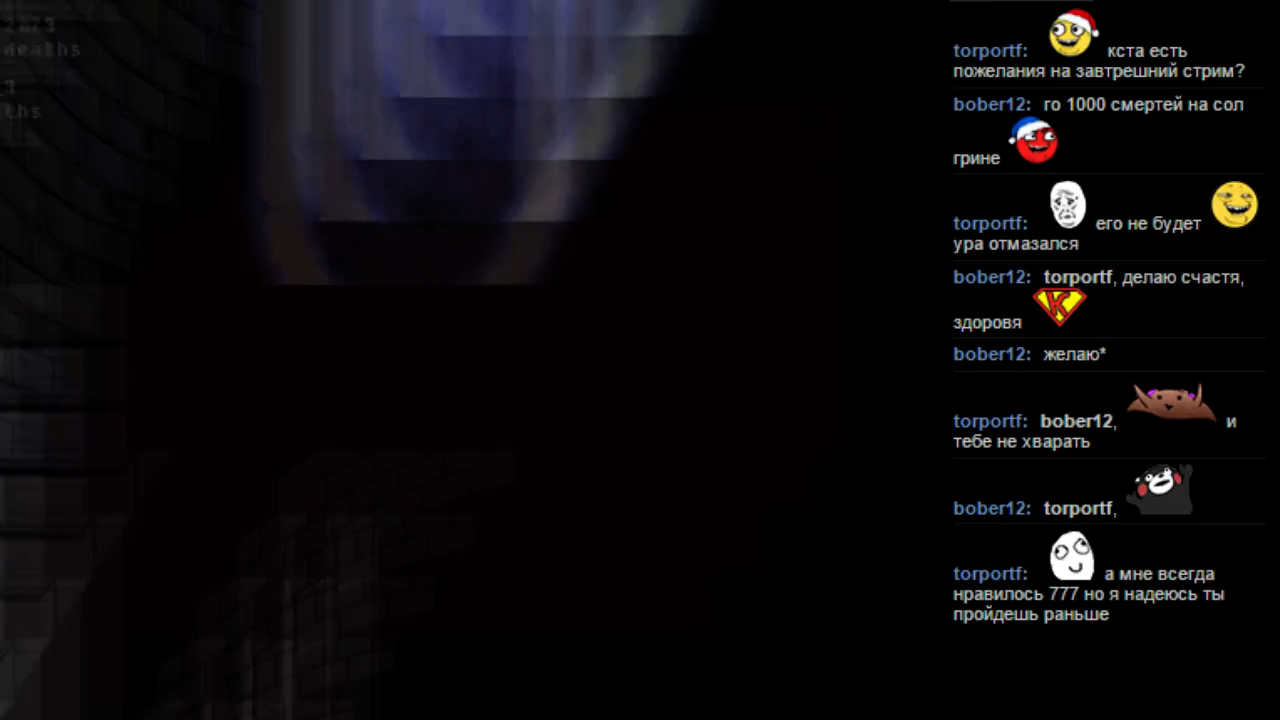 deaths
ths
torportf: кста есть
пожелания на завтрешний стрим?
bober12: го 1000 смертей на сол
грине
torportf: его не будет
ура отмазался
bober12: torportf, делаю счастя,
здоровя
bober12: желаю*
torportf: bober12, и
тебе не хварать
bober12: torportf,
torportf: а мне всегда
нравилось 777 но я надеюсь ты
пройдешь раньше